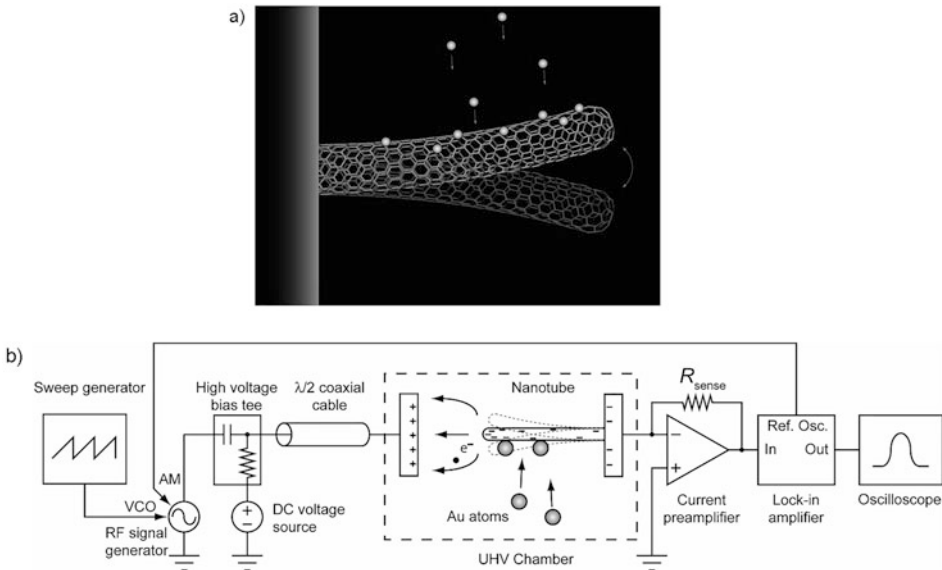 a)
b)
Sweep generator
High voltage
bias tee
λ/2 coaxial
cable
Nanotube
R sense
Ref. Osc.
In Out
AM
VCO
RF signal
generator
DC voltage
source
+
−
+ + + + +
e⁻
Au atoms
UHV Chamber
−
+
Current
preamplifier
Lock-in
amplifier
Oscilloscope